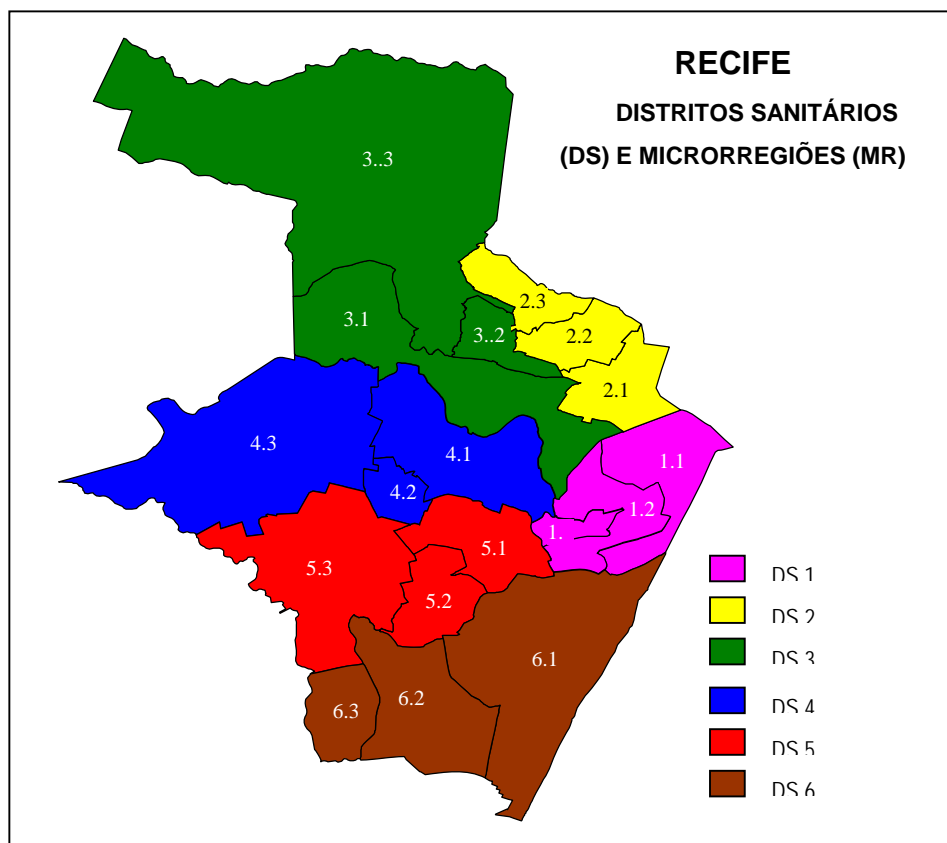 RECIFE
DISTRITOS SANITÁRIOS
(DS) E MICRORREGIÕES (MR)
3..3
2.3
3.1
3..2
2.2
2.1
4.3
4.1
1.1
4.2
1.2
1.
5.1
5.3
5.2
6.1
6.2
6.3
DS 1
DS 2
DS 3
DS 4
DS 5
DS 6